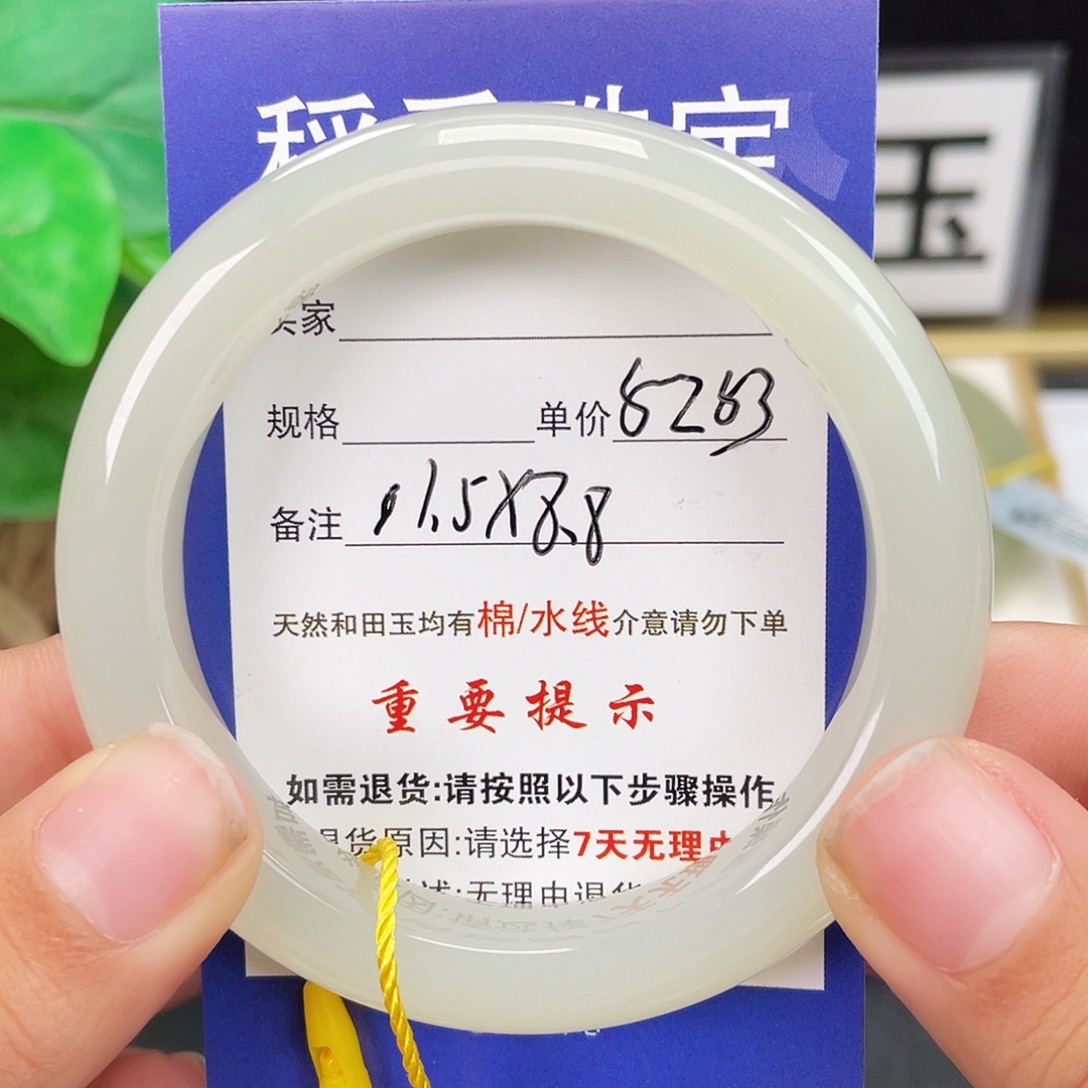 玉
家
规格 单价 8283
备注 11.5X8.8
天然和田玉均有棉/水线介意请勿下单
重要提示
如需退货:请按照以下步骤操作
退货原因:请选择7天无理由
述:无理由退货